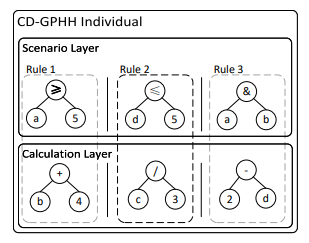 CD-GPHH Individual
Scenario Layer
Rule 1 Rule 2 Rule 3
⩾ ⩽ &
a 5 d 5 a b
Calculation Layer
+ / -
b 4 c 3 2 d